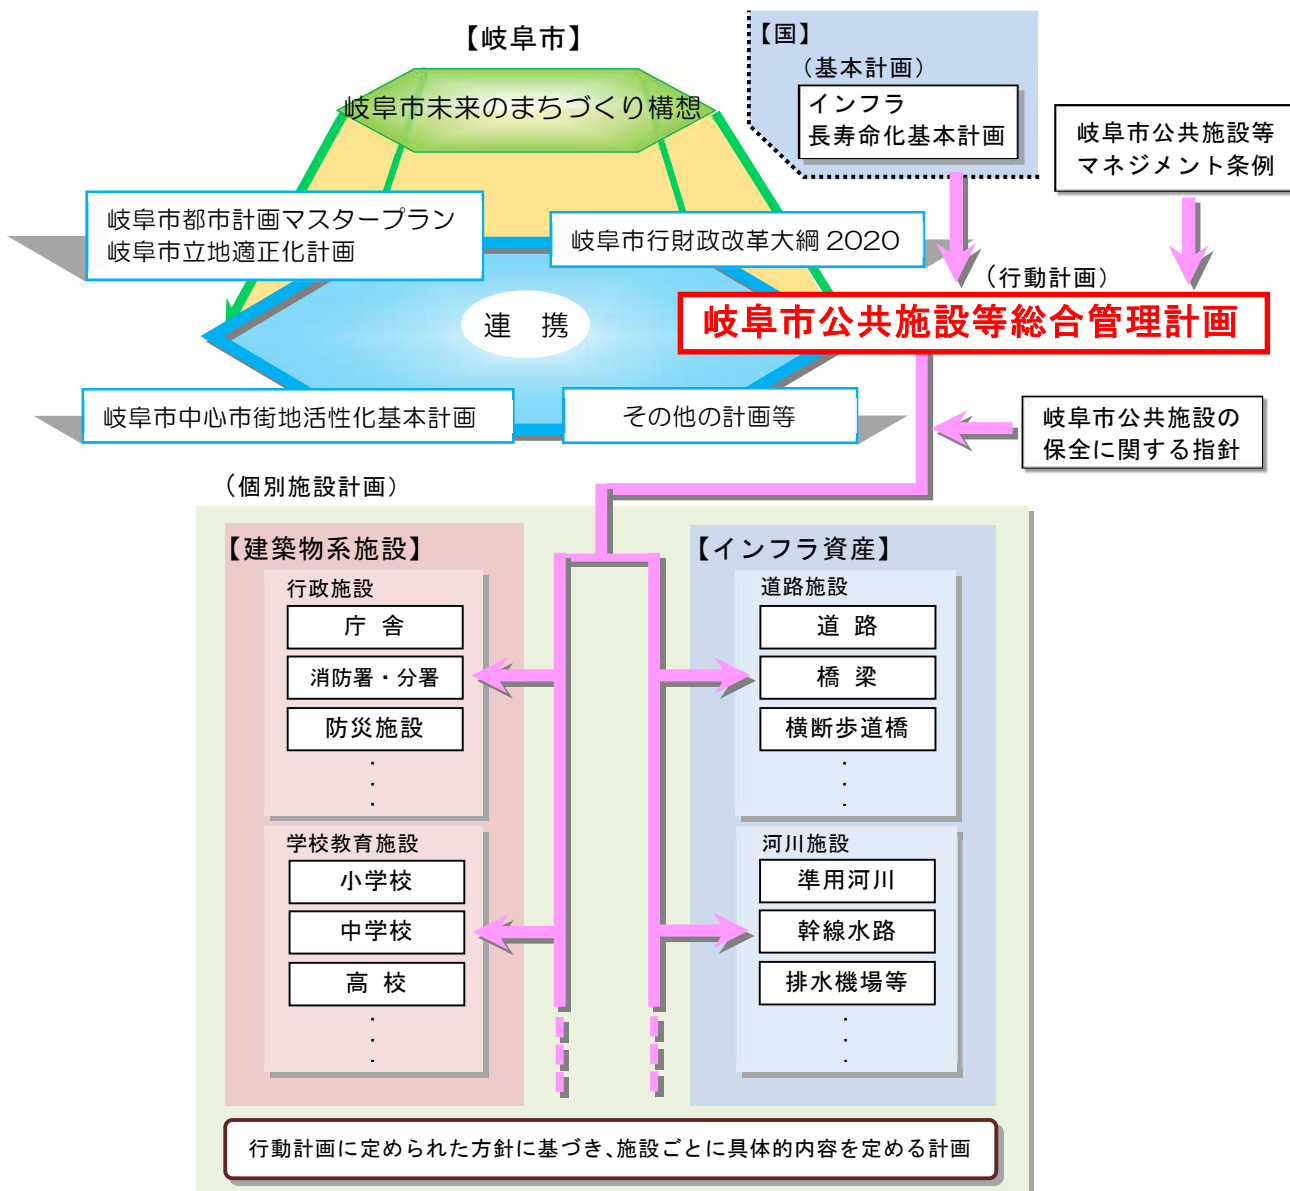 【岐阜市】
岐阜市未来のまちづくり構想
【国】
（基本計画）
インフラ
長寿命化基本計画
岐阜市公共施設等
マネジメント条例
岐阜市都市計画マスタープラン
岐阜市立地適正化計画
岐阜市行財政改革大綱 2020
連 携
（行動計画）
岐阜市公共施設等総合管理計画
岐阜市中心市街地活性化基本計画
その他の計画等
岐阜市公共施設の
保全に関する指針
（個別施設計画）
【建築物系施設】
行政施設
庁 舎
消防署・分署
防災施設
・
・
・
学校教育施設
小学校
中学校
高 校
・
・
・
【インフラ資産】
道路施設
道 路
橋 梁
横断歩道橋
・
・
・
河川施設
準用河川
幹線水路
排水機場等
・
・
・
行動計画に定められた方針に基づき、施設ごとに具体的内容を定める計画